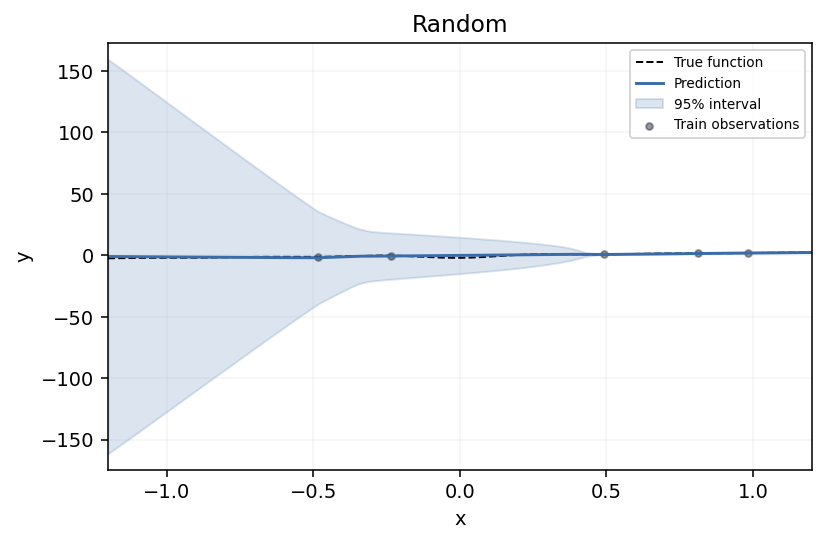 Random
True function
Prediction
95% interval
Train observations
150
100
50
0
−50
−100
−150
y
−1.0
−0.5
0.0
0.5
1.0
x